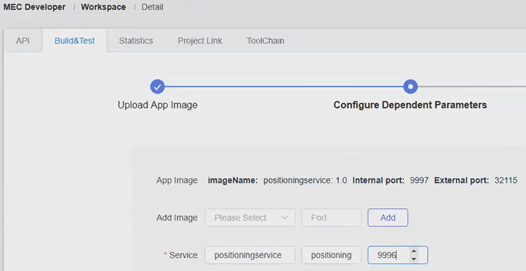 MEC Developer / Workspace / Detail
API Build&Test Statistics Project Link ToolChain
Upload App Image Configure Dependent Parameters
App Image imageName: positioningservice: 1.0 Internal port: 9997 External port: 32115
Add Image Please Select Port Add
* Service positioningservice positioning 9996